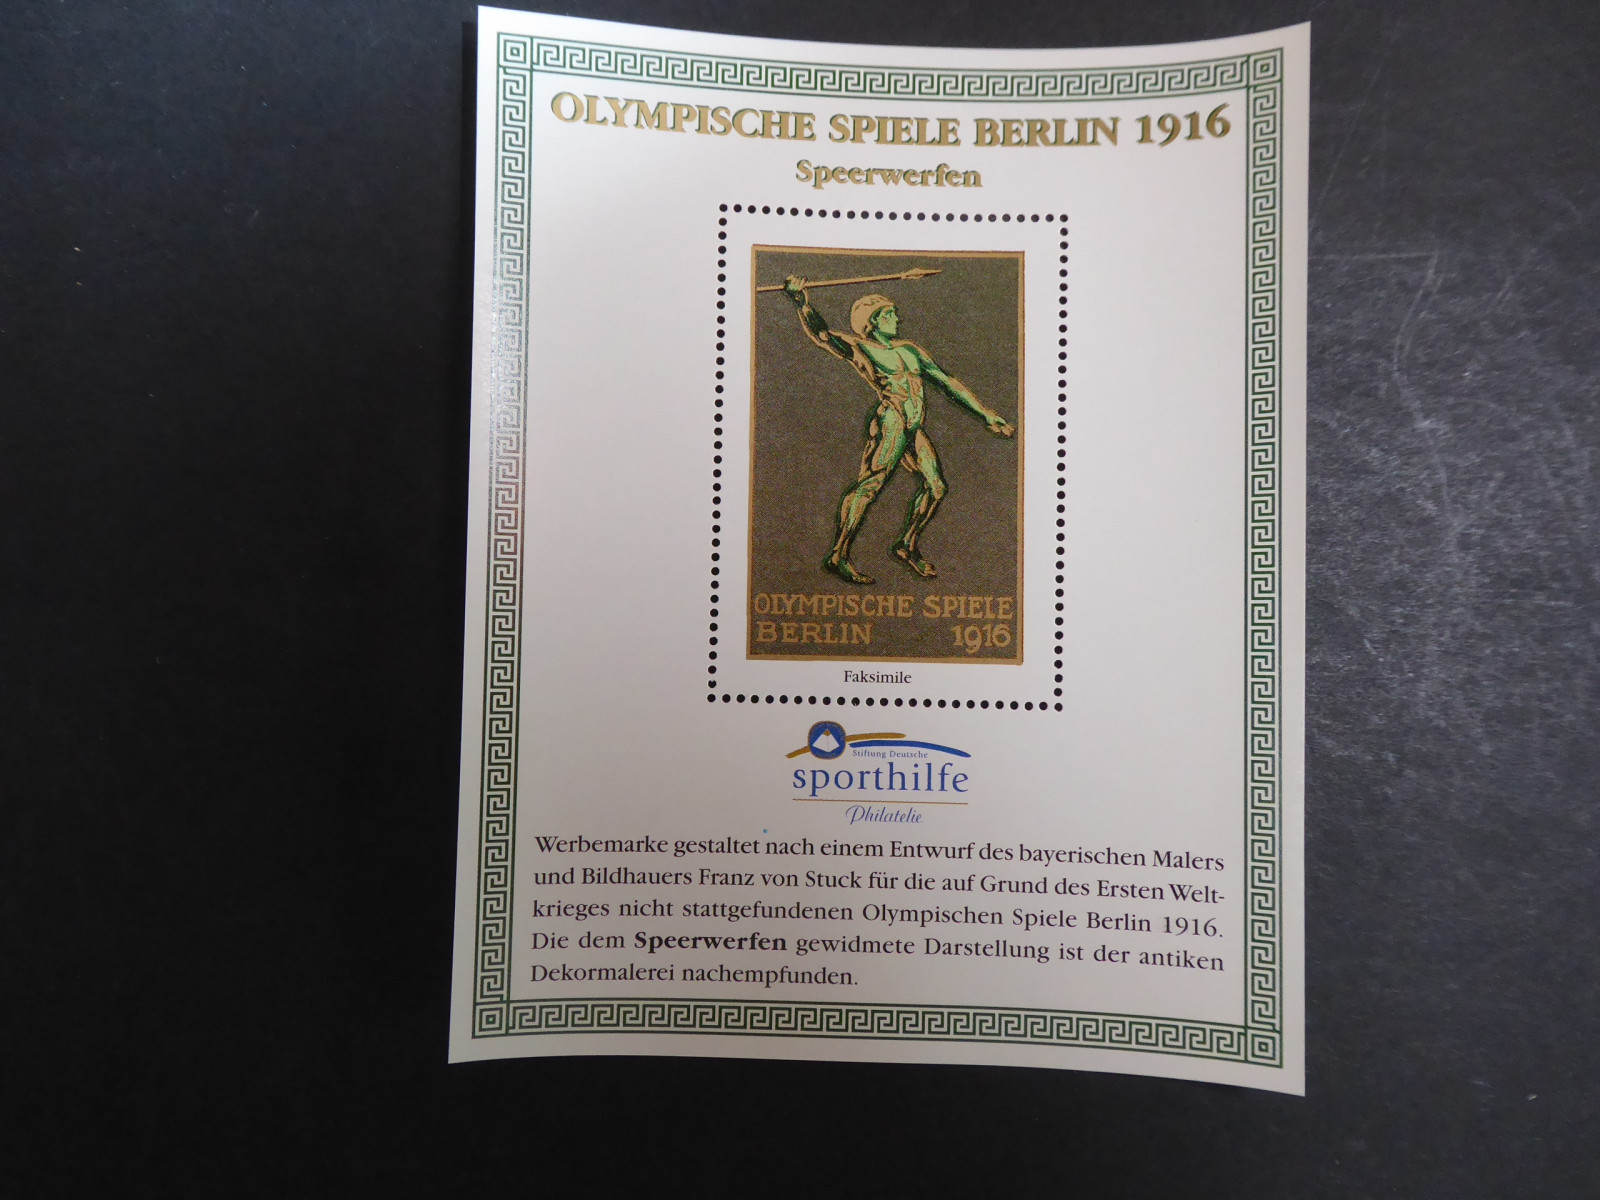 OLYMPISCHE SPIELE BERLIN 1916
Speerwerfen
OLYMPISCHE SPIELE
BERLIN 1916
Faksimile
Stiftung Deutsche
sporthilfe
Philatelie
Werbemarke gestaltet nach einem Entwurf des bayerischen Malers
und Bildhauers Franz von Stuck für die auf Grund des Ersten Welt-
krieges nicht stattgefundenen Olympischen Spiele Berlin 1916.
Die dem Speerwerfen gewidmete Darstellung ist der antiken
Dekormalerei nachempfunden.